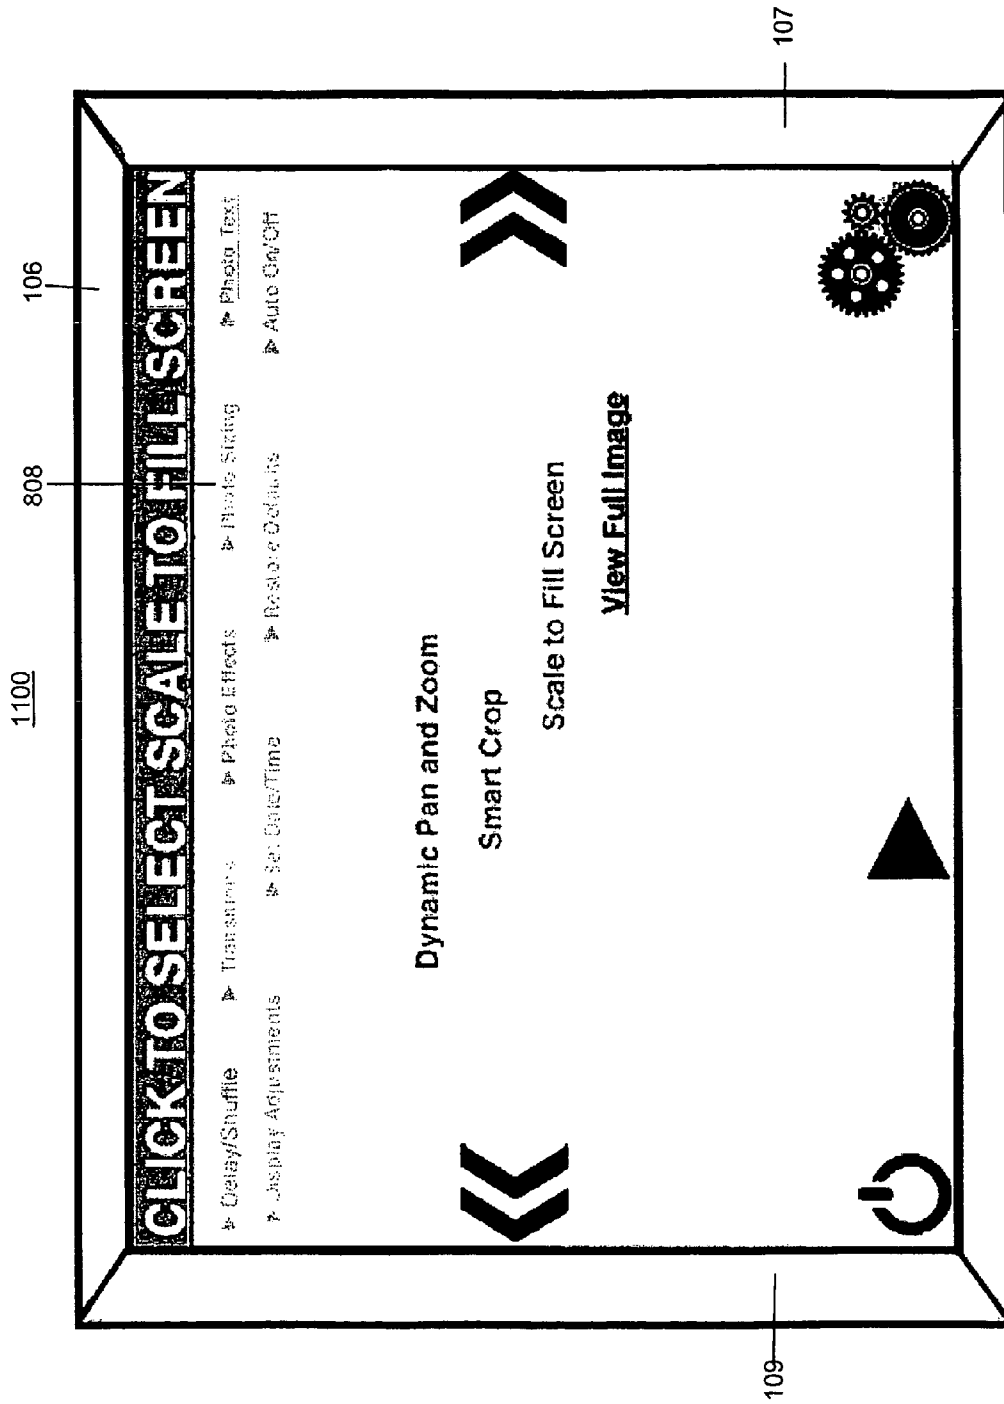 1100
808
106
CLICK TO SELECT SCALE TO FILL SCREEN
Delay/Shuffle Transitions Photo Effects Photo Sizing Photo Text
Display Adjustments Set Date/Time Restore Defaults Auto On/Off
Dynamic Pan and Zoom
Smart Crop
Scale to Fill Screen
View Full Image
109
107